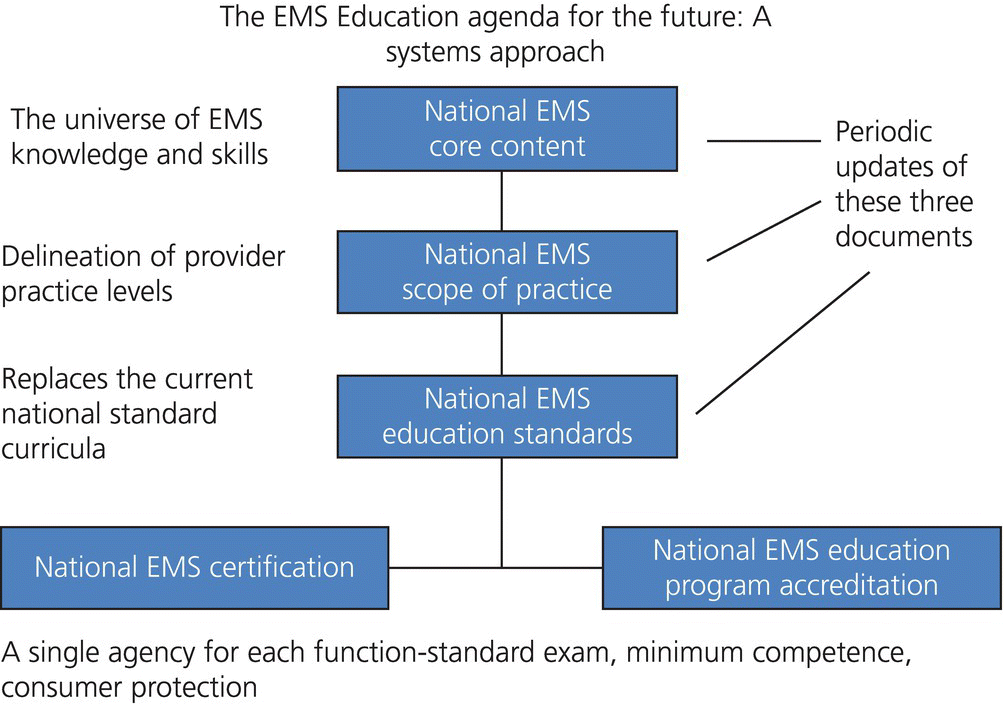 The EMS Education agenda for the future: A
systems approach
The universe of EMS
knowledge and skills
National EMS
core content
Periodic
updates of
these three
documents
Delineation of provider
practice levels
National EMS
scope of practice
Replaces the current
national standard
curricula
National EMS
education standards
National EMS certification
National EMS education
program accreditation
A single agency for each function-standard exam, minimum competence,
consumer protection